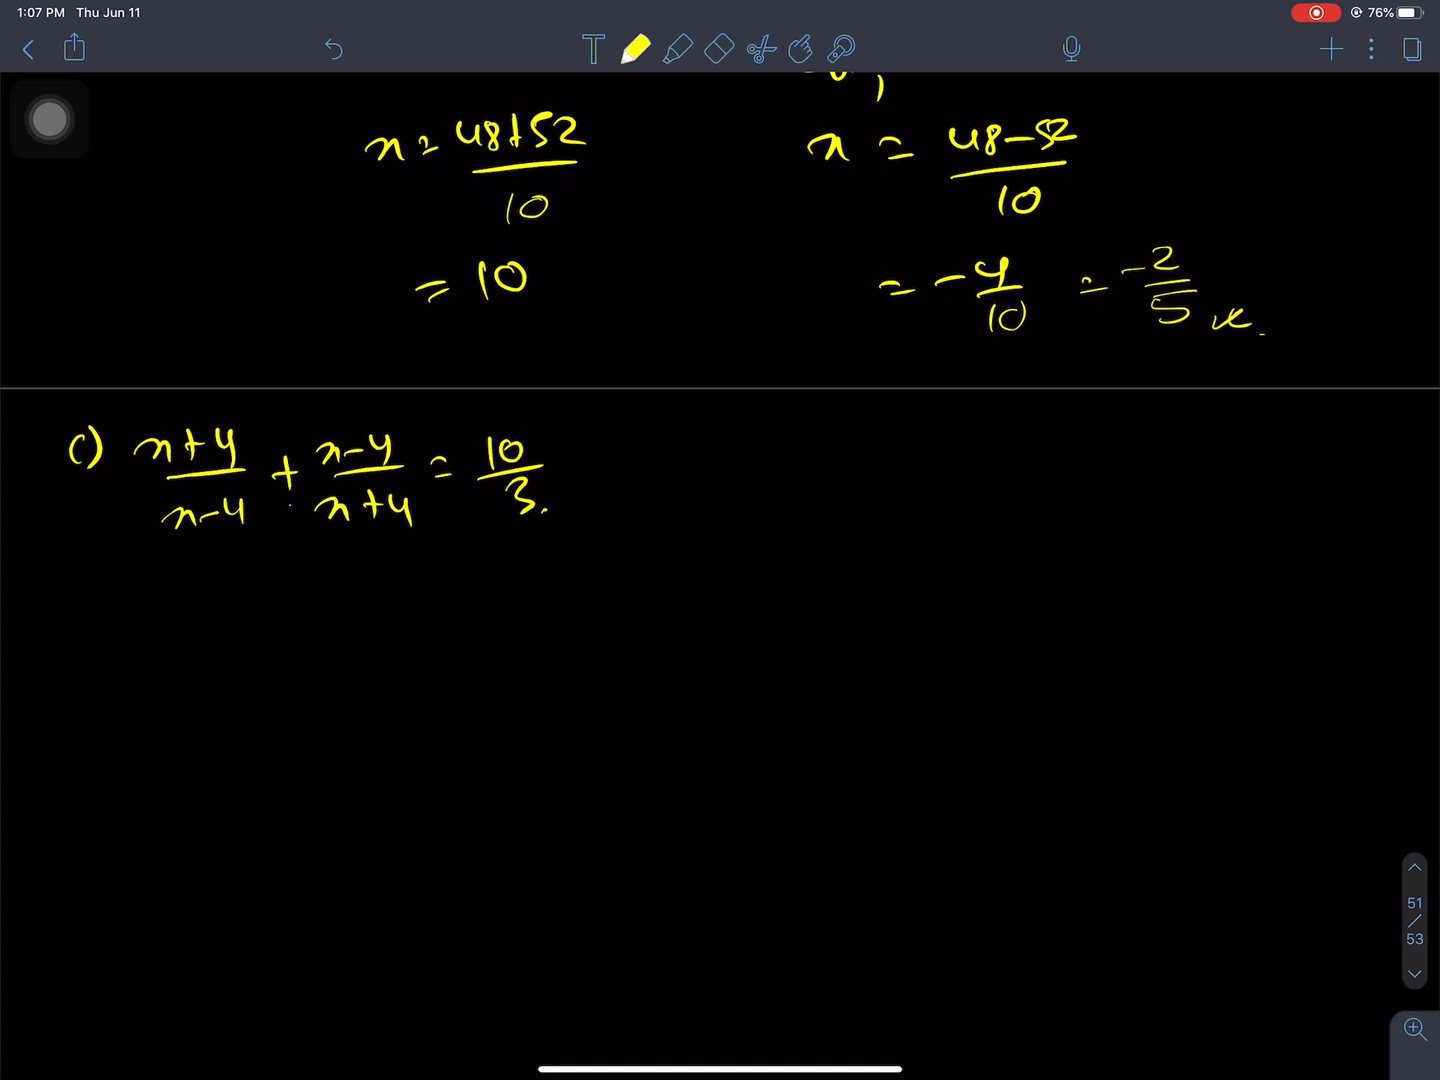 1:07 PM Thu Jun 11
76%
T
x = 48+52
10
= 10
x = 48-52
10
= -4/10 = -2/5
c) x+4/x-4 + x-4/x+4 = 10/3.
51
/
53